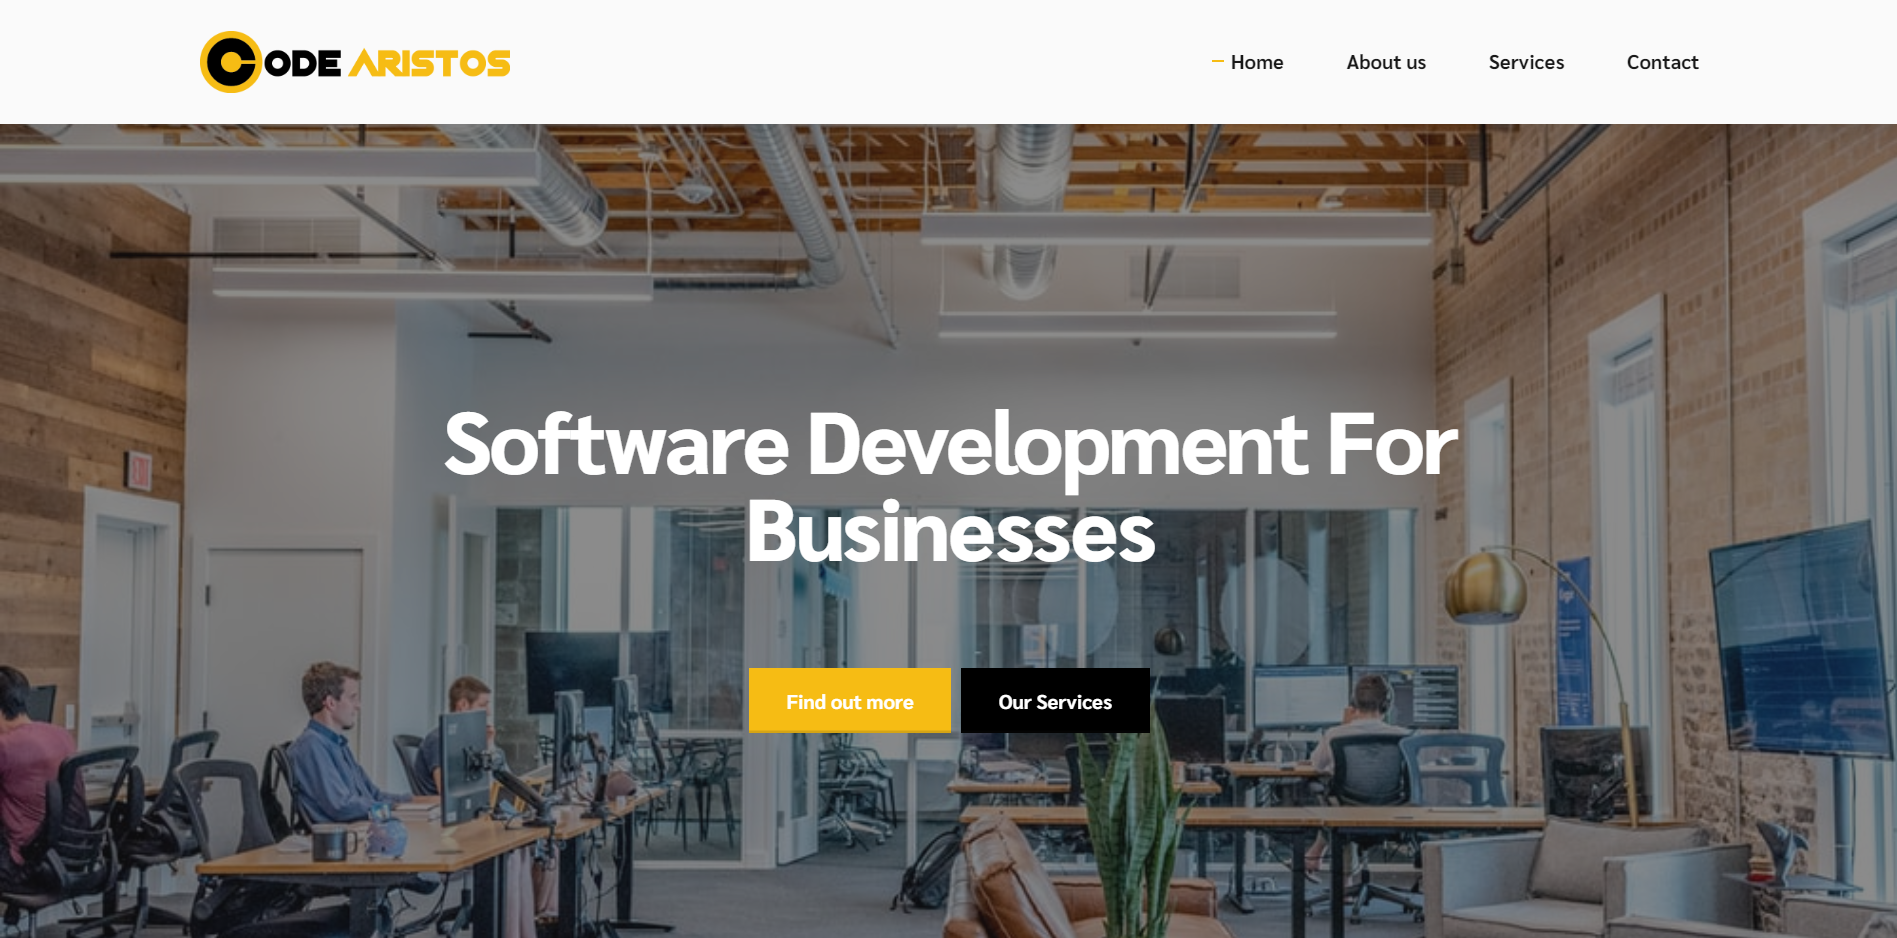 CODE ARISTOS
Home
About us
Services
Contact
Software Development For
Businesses
Find out more
Our Services